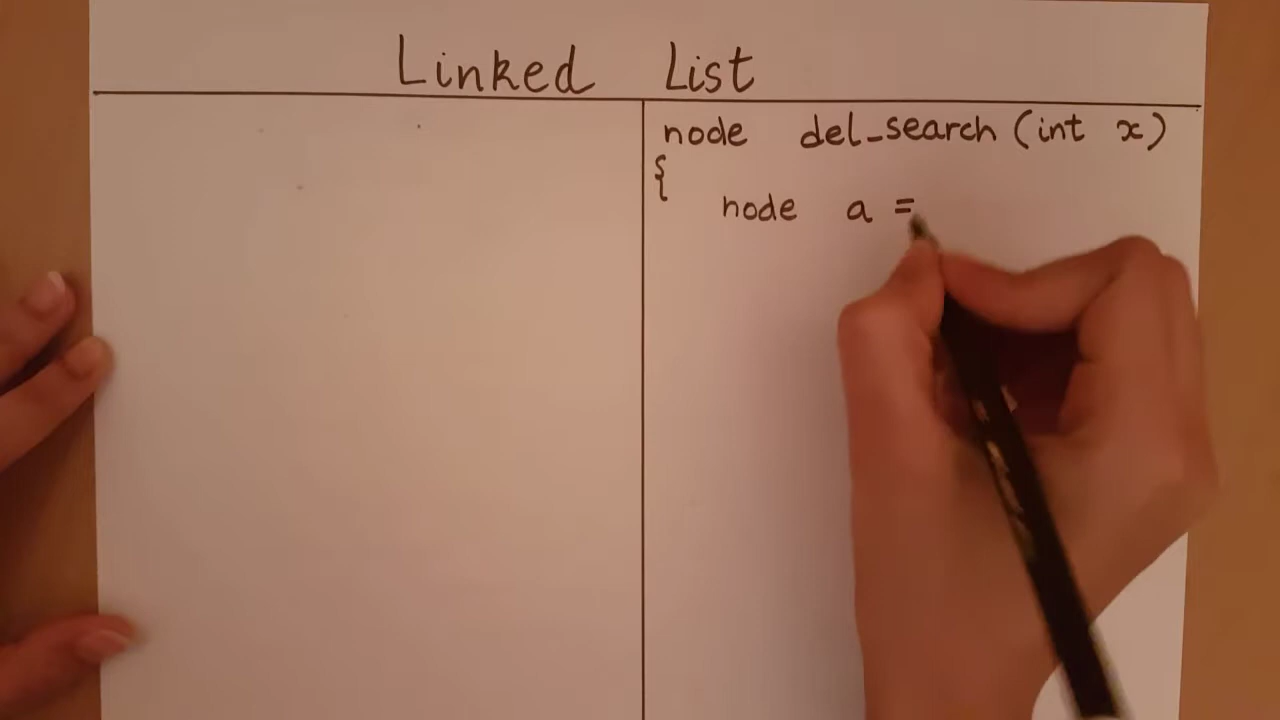 Linked List
node del_search (int x)
{
node a =